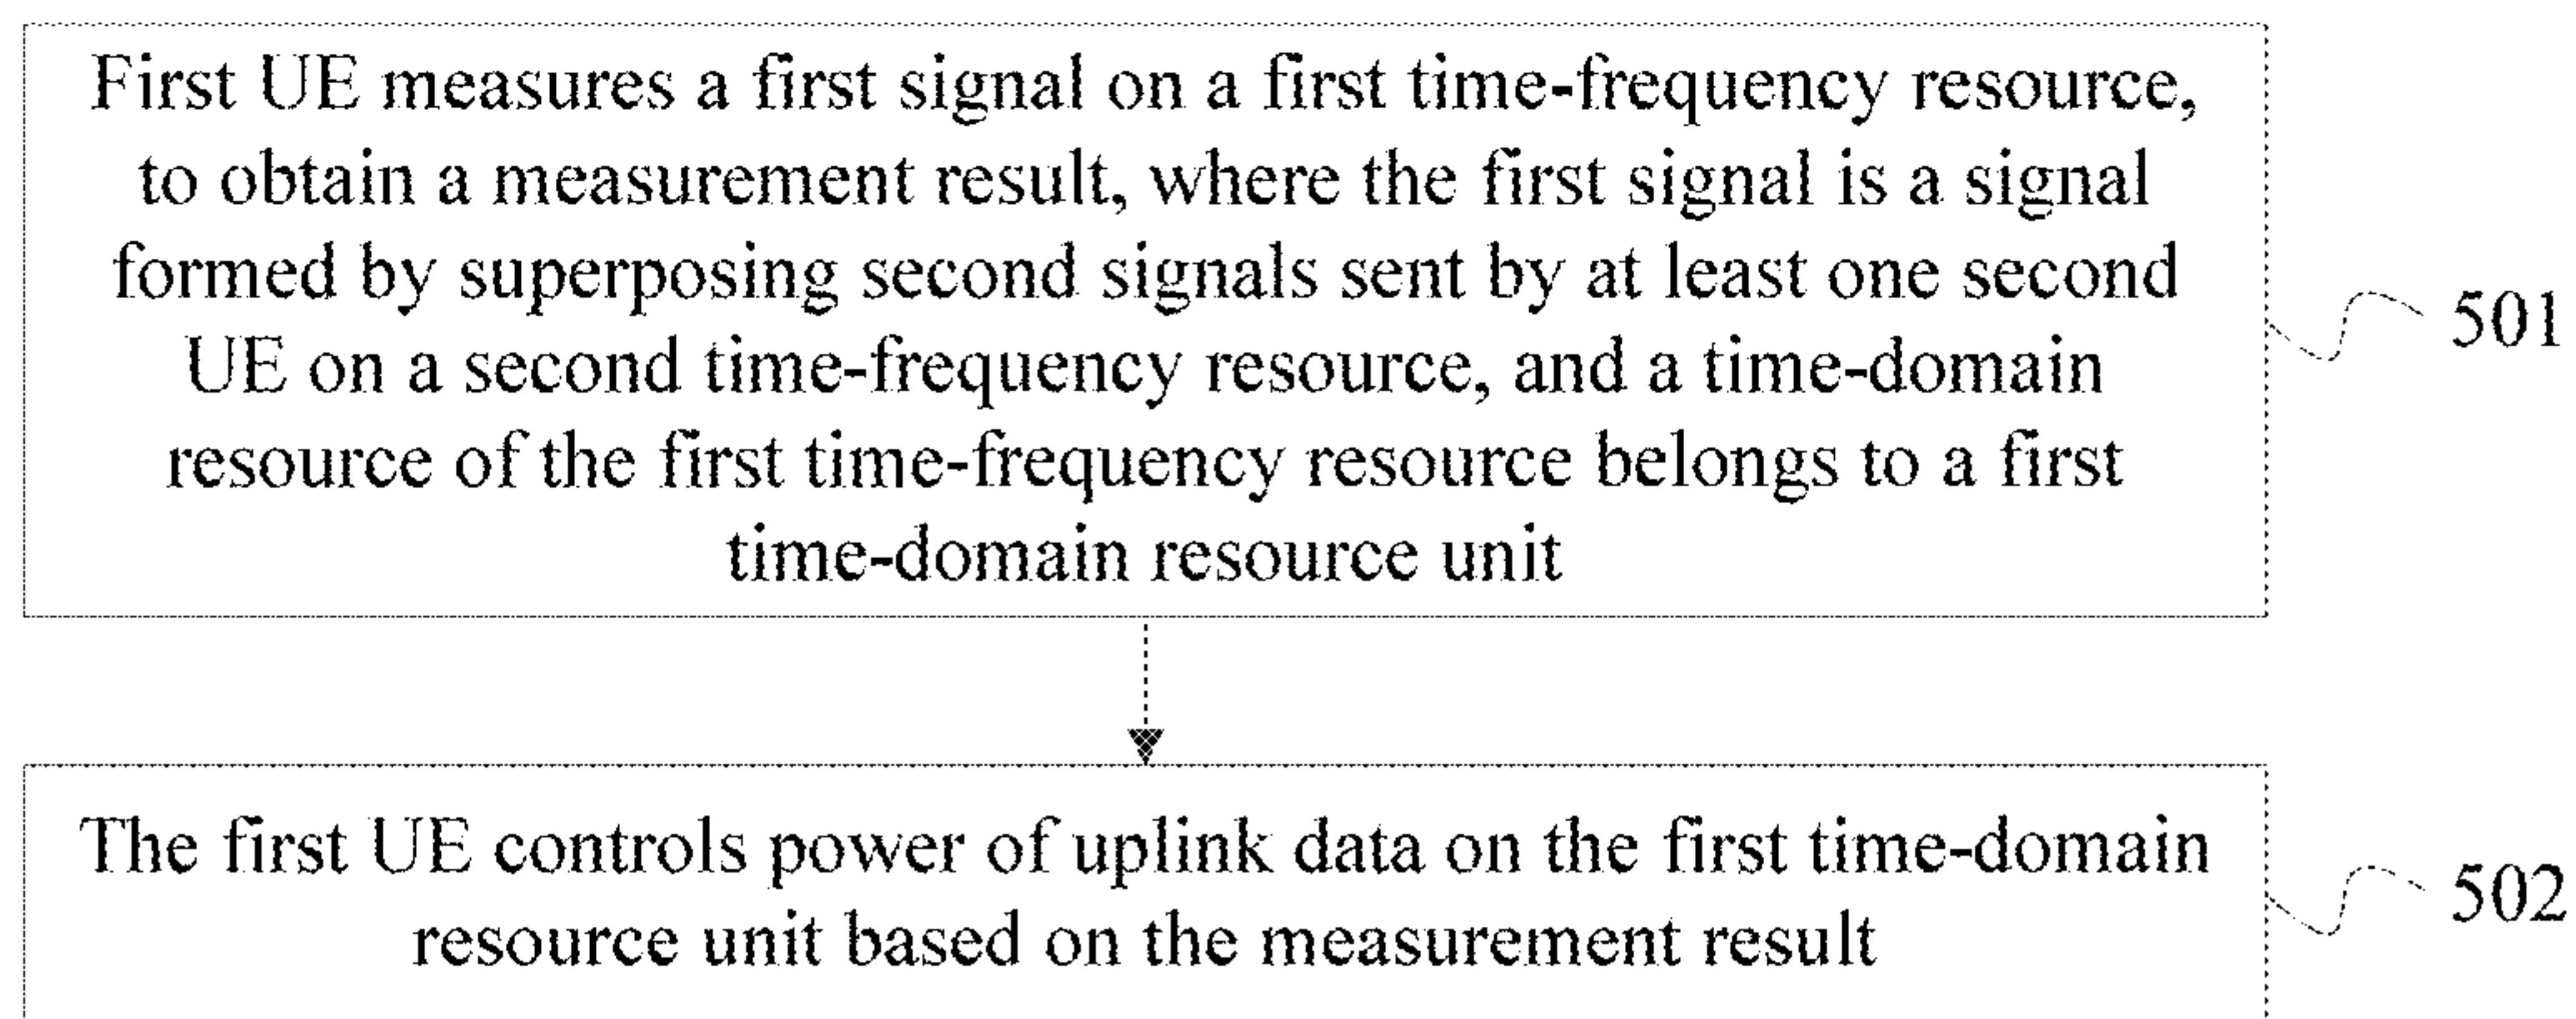 First UE measures a first signal on a first time-frequency resource,
to obtain a measurement result, where the first signal is a signal
formed by superposing second signals sent by at least one second
UE on a second time-frequency resource, and a time-domain
resource of the first time-frequency resource belongs to a first
time-domain resource unit
501
The first UE controls power of uplink data on the first time-domain
resource unit based on the measurement result
502